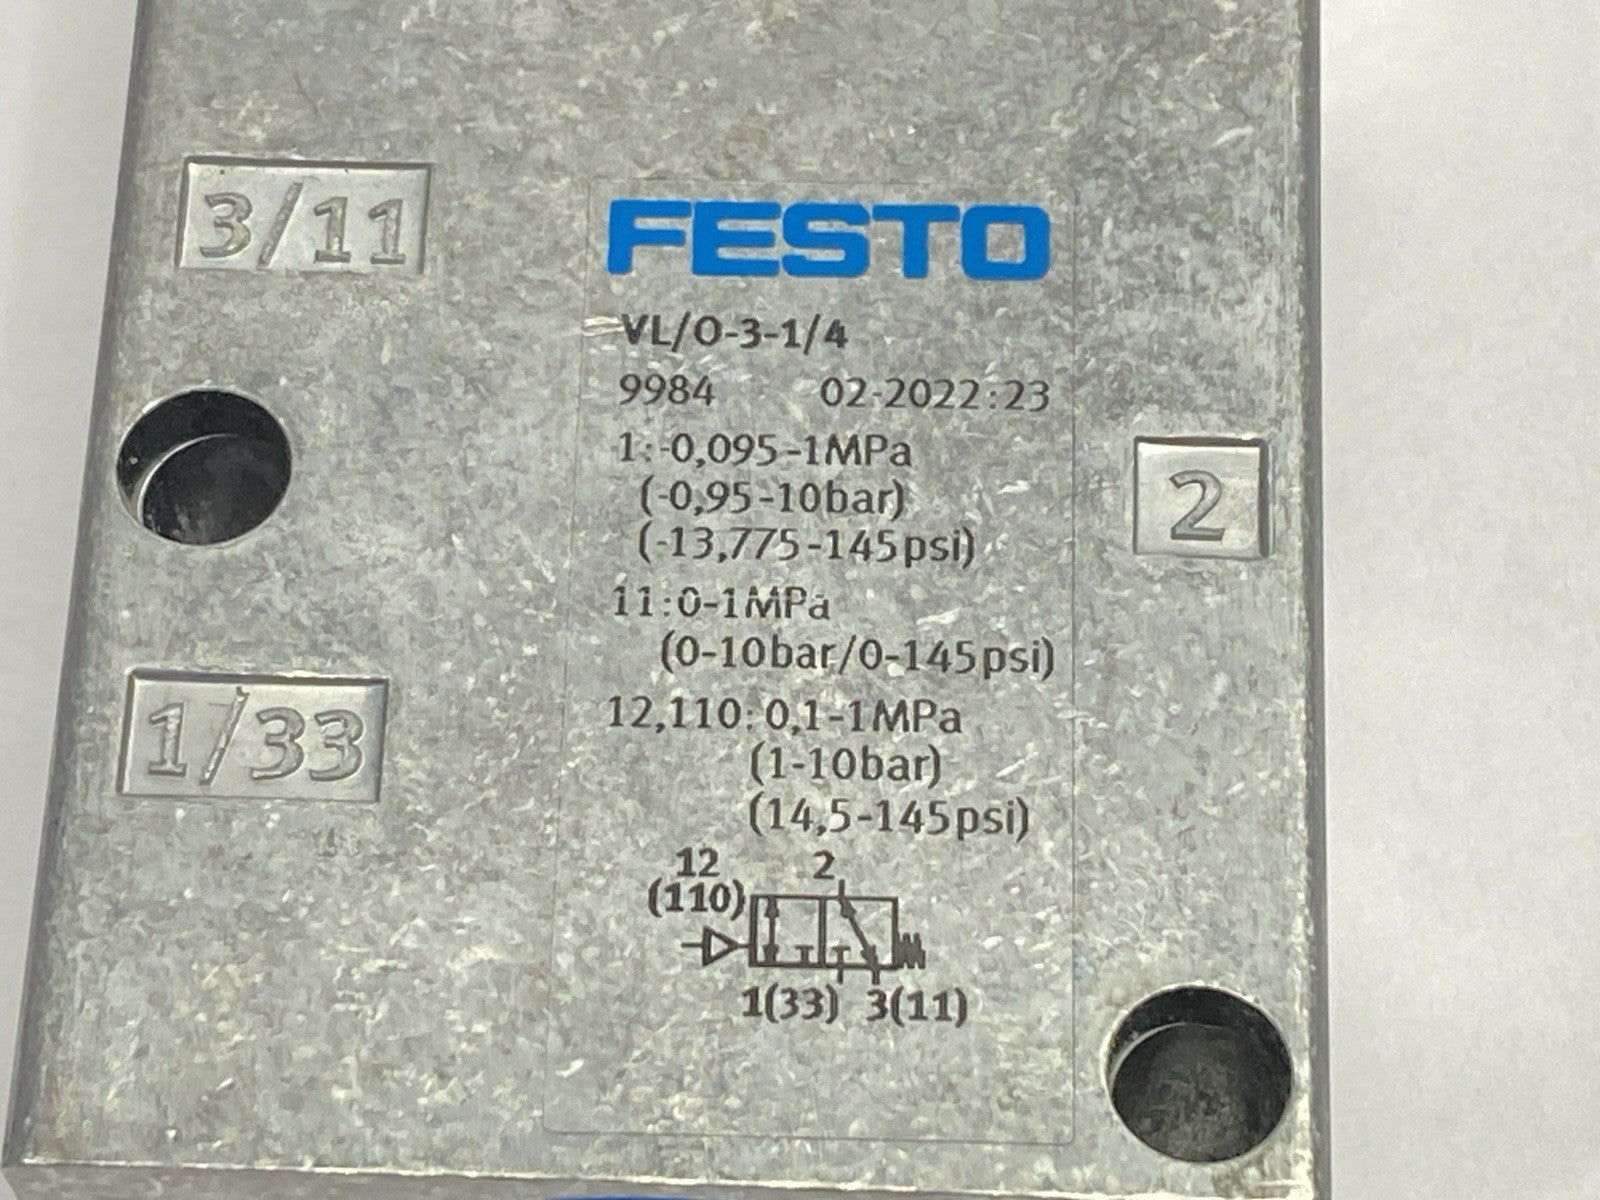 3/11
FESTO
VL/O-3-1/4
9984 02-2022:23
1:-0,095-1MPa
(-0,95-10bar)
(-13,775-145psi)
2
11:0-1MPa
(0-10bar/0-145psi)
1/33
12,110:0,1-1MPa
(1-10bar)
(14,5-145psi)
12 2
(110)
1(33) 3(11)